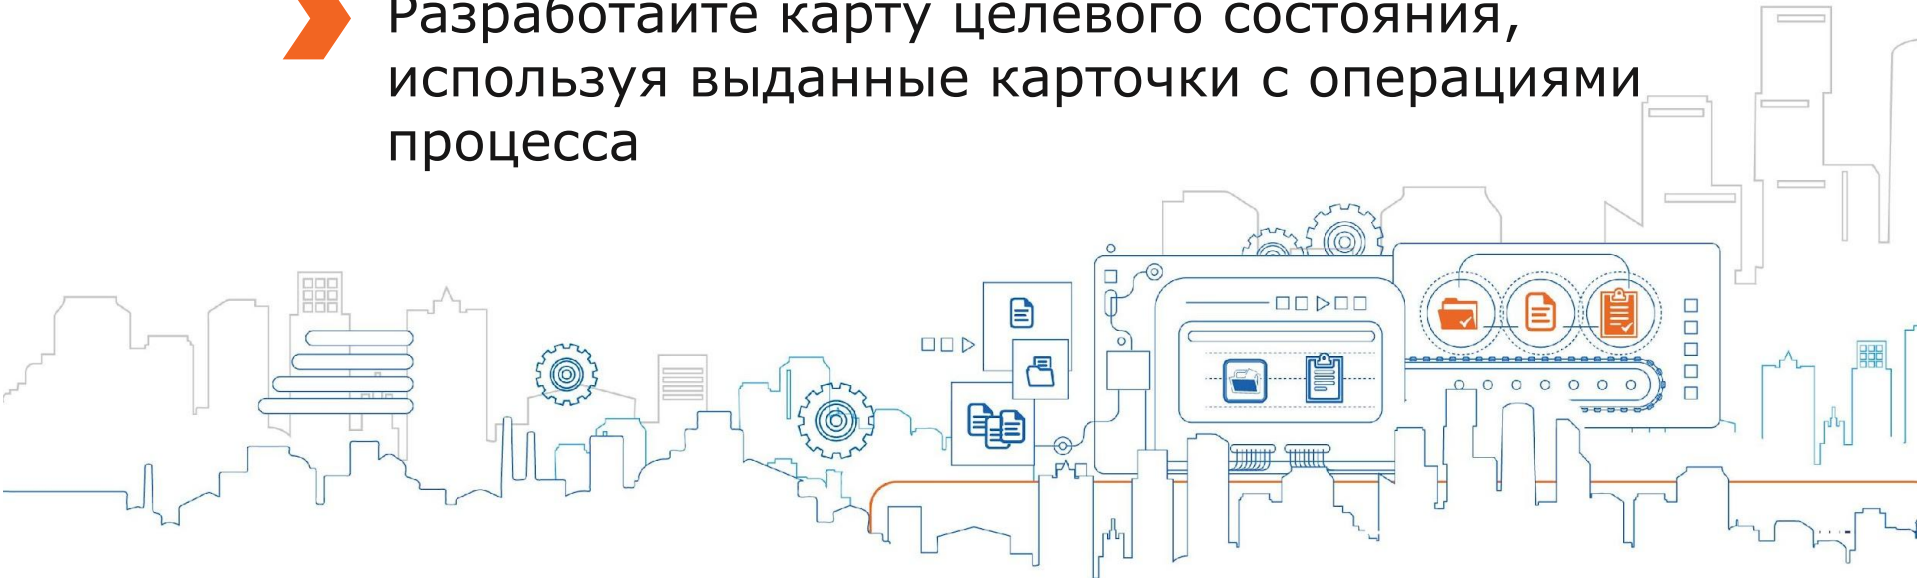 Разработайте карту целевого состояния,
используя выданные карточки с операциями
процесса